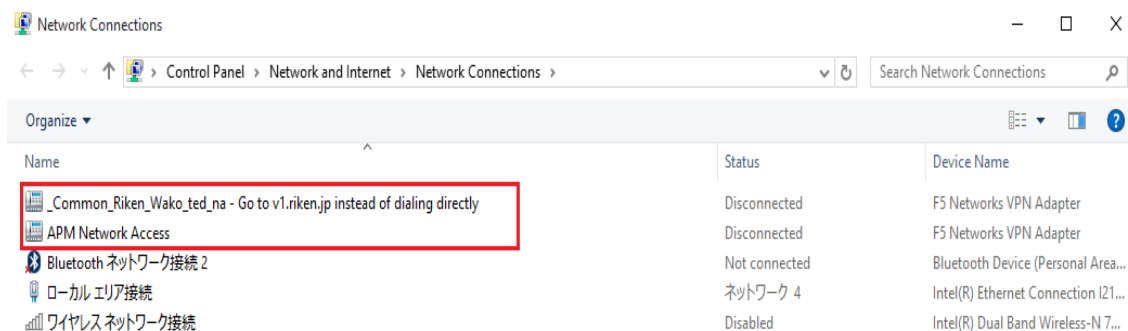 Network Connections
Control Panel > Network and Internet > Network Connections >
Search Network Connections
Organize
Name Status Device Name
_Common_Riken_Wako_ted_na - Go to v1.riken.jp instead of dialing directly Disconnected F5 Networks VPN Adapter
APM Network Access Disconnected F5 Networks VPN Adapter
Bluetooth ネットワーク接続 2 Not connected Bluetooth Device (Personal Area...
ローカル エリア接続 ネットワーク 4 Intel(R) Ethernet Connection I21...
ワイヤレス ネットワーク接続 Disabled Intel(R) Dual Band Wireless-N 7...